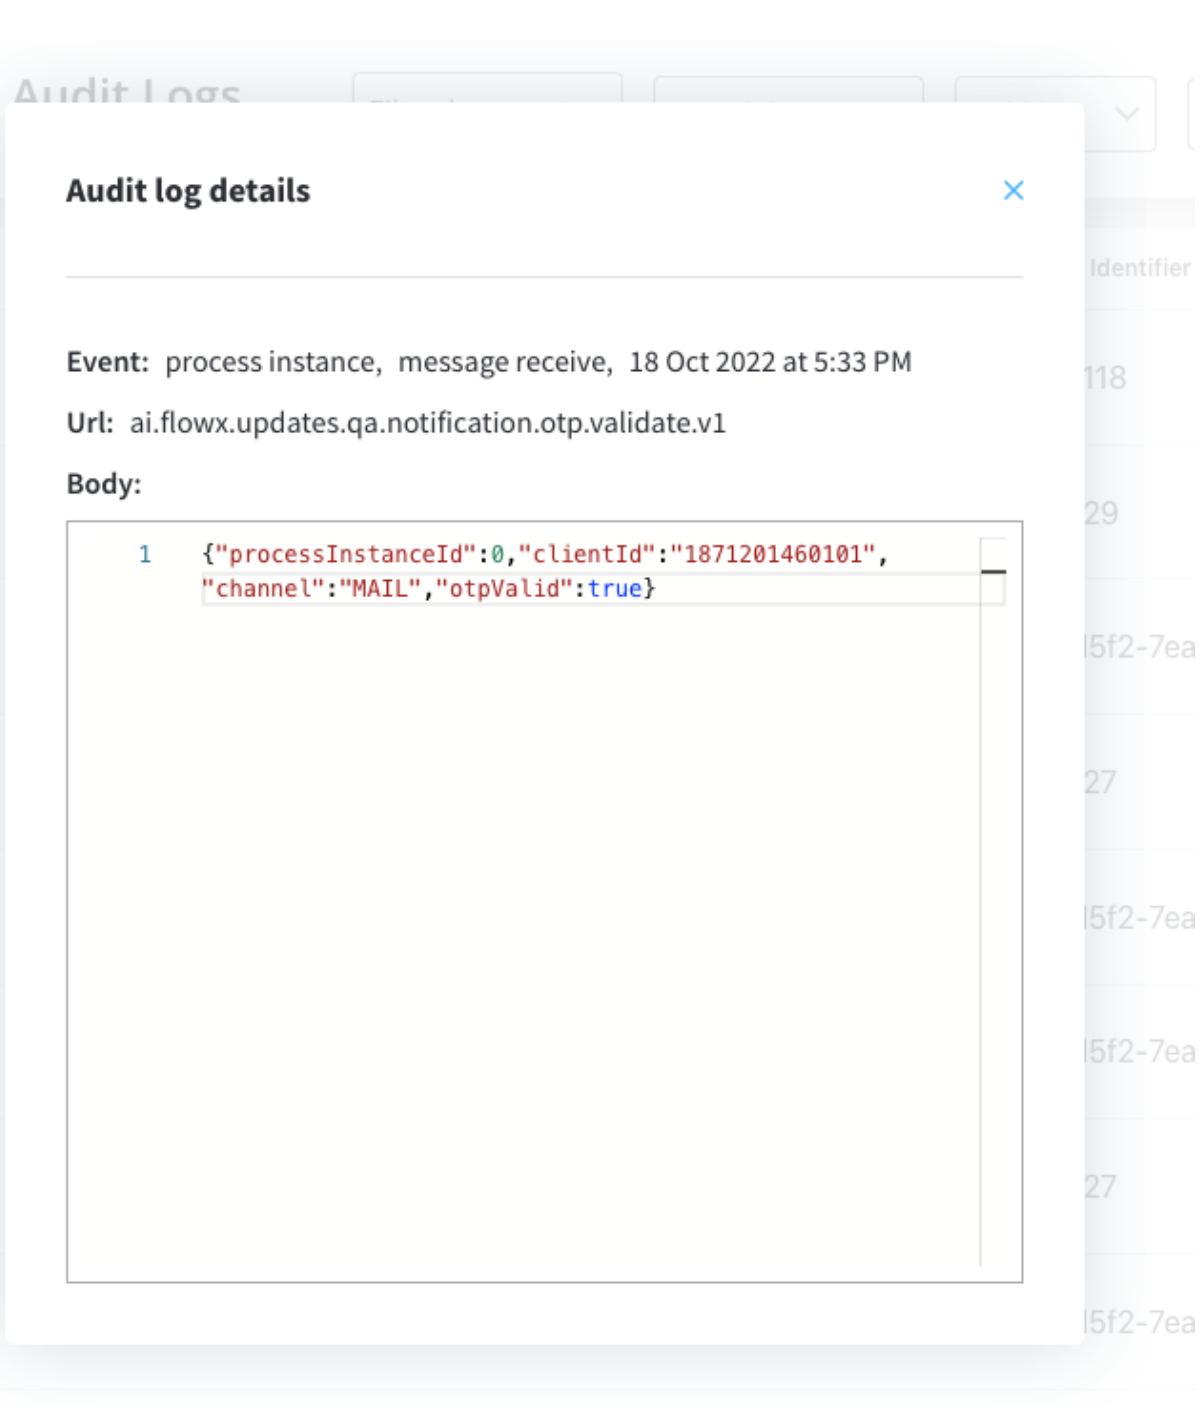 Audit Logs
Audit log details
Identifier
Event: process instance, message receive, 18 Oct 2022 at 5:33 PM
118
Url: ai.flowx.updates.qa.notification.otp.validate.v1
Body:
29
1 {"processInstanceId":0,"clientId":"1871201460101",
"channel":"MAIL","otpValid":true}
5f2-7ea
27
5f2-7ea
5f2-7ea
27
5f2-7ea